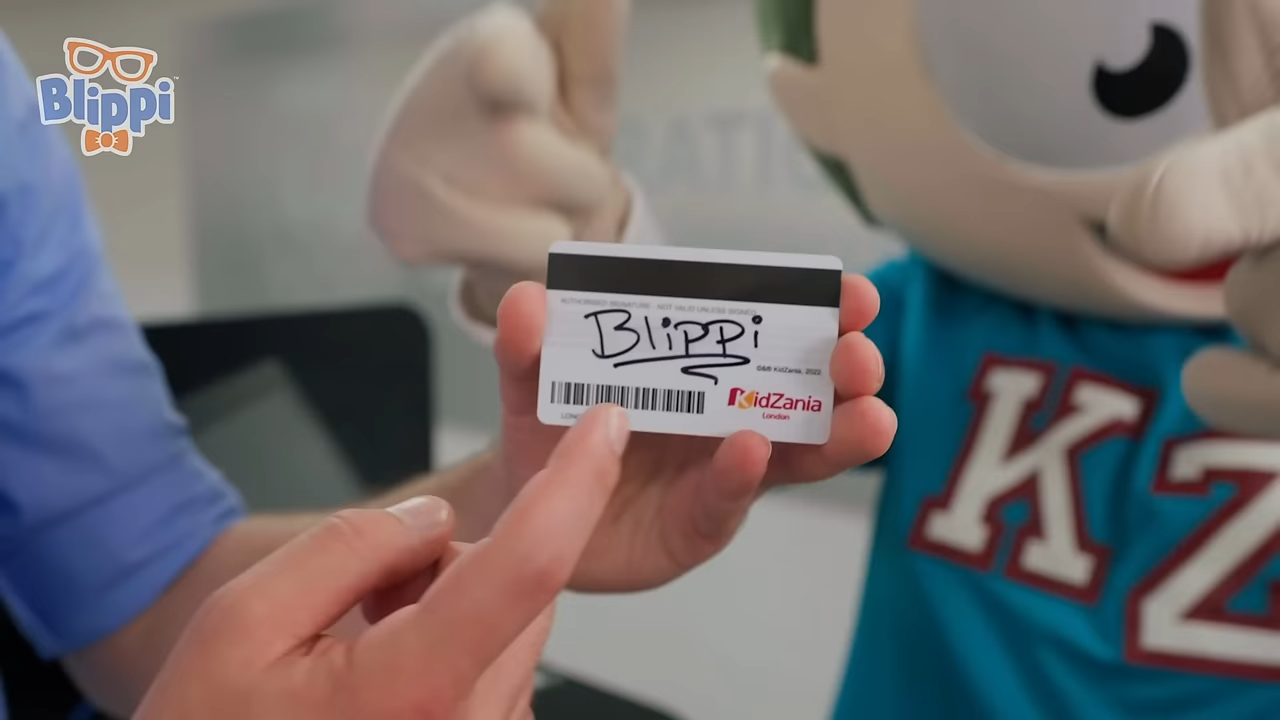 Blippi
AUTHORISED SIGNATURE - NOT VALID UNLESS SIGNED
Blippi
©&® KidZania, 2022
KidZania
London
KZ